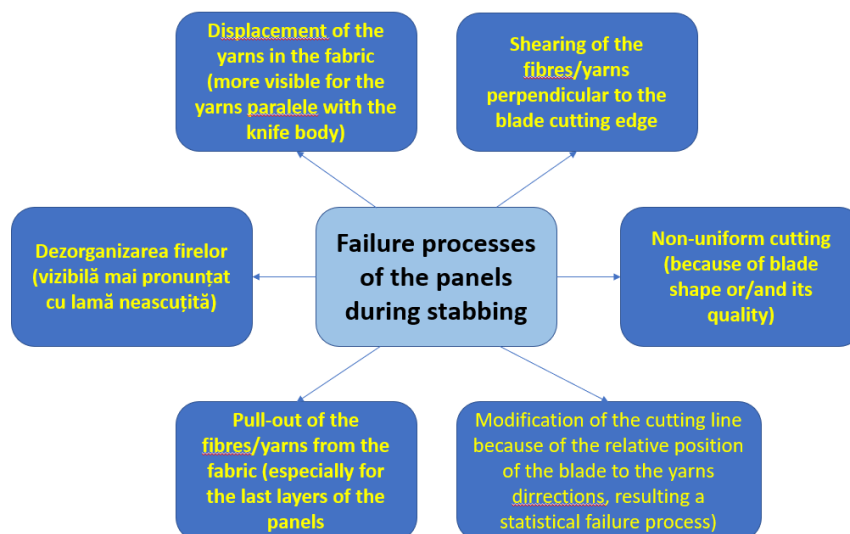 Displacement of the
yarns in the fabric
(more visible for the
yarns paralele with the
knife body)
Shearing of the
fibres/yarns
perpendicular to the
blade cutting edge
Dezorganizarea firelor
(vizibilă mai pronunțat
cu lamă neascuțită)
Failure processes
of the panels
during stabbing
Non-uniform cutting
(because of blade
shape or/and its
quality)
Pull-out of the
fibres/yarns from the
fabric (especially for
the last layers of the
panels
Modification of the cutting line
because of the relative position
of the blade to the yarns
dirrections, resulting a
statistical failure process)